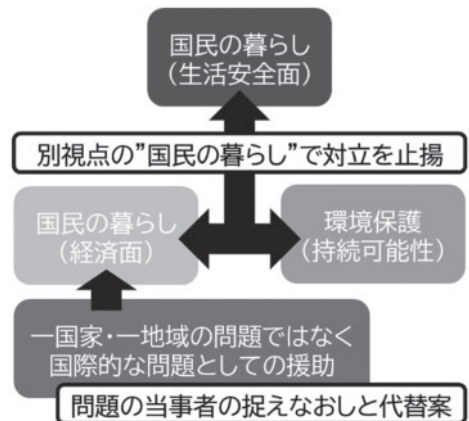 国民の暮らし
（生活安全面）
別視点の”国民の暮らし”で対立を止揚
国民の暮らし
（経済面）
環境保護
（持続可能性）
一国家・一地域の問題ではなく
国際的な問題としての援助
問題の当事者の捉えなおしと代替案